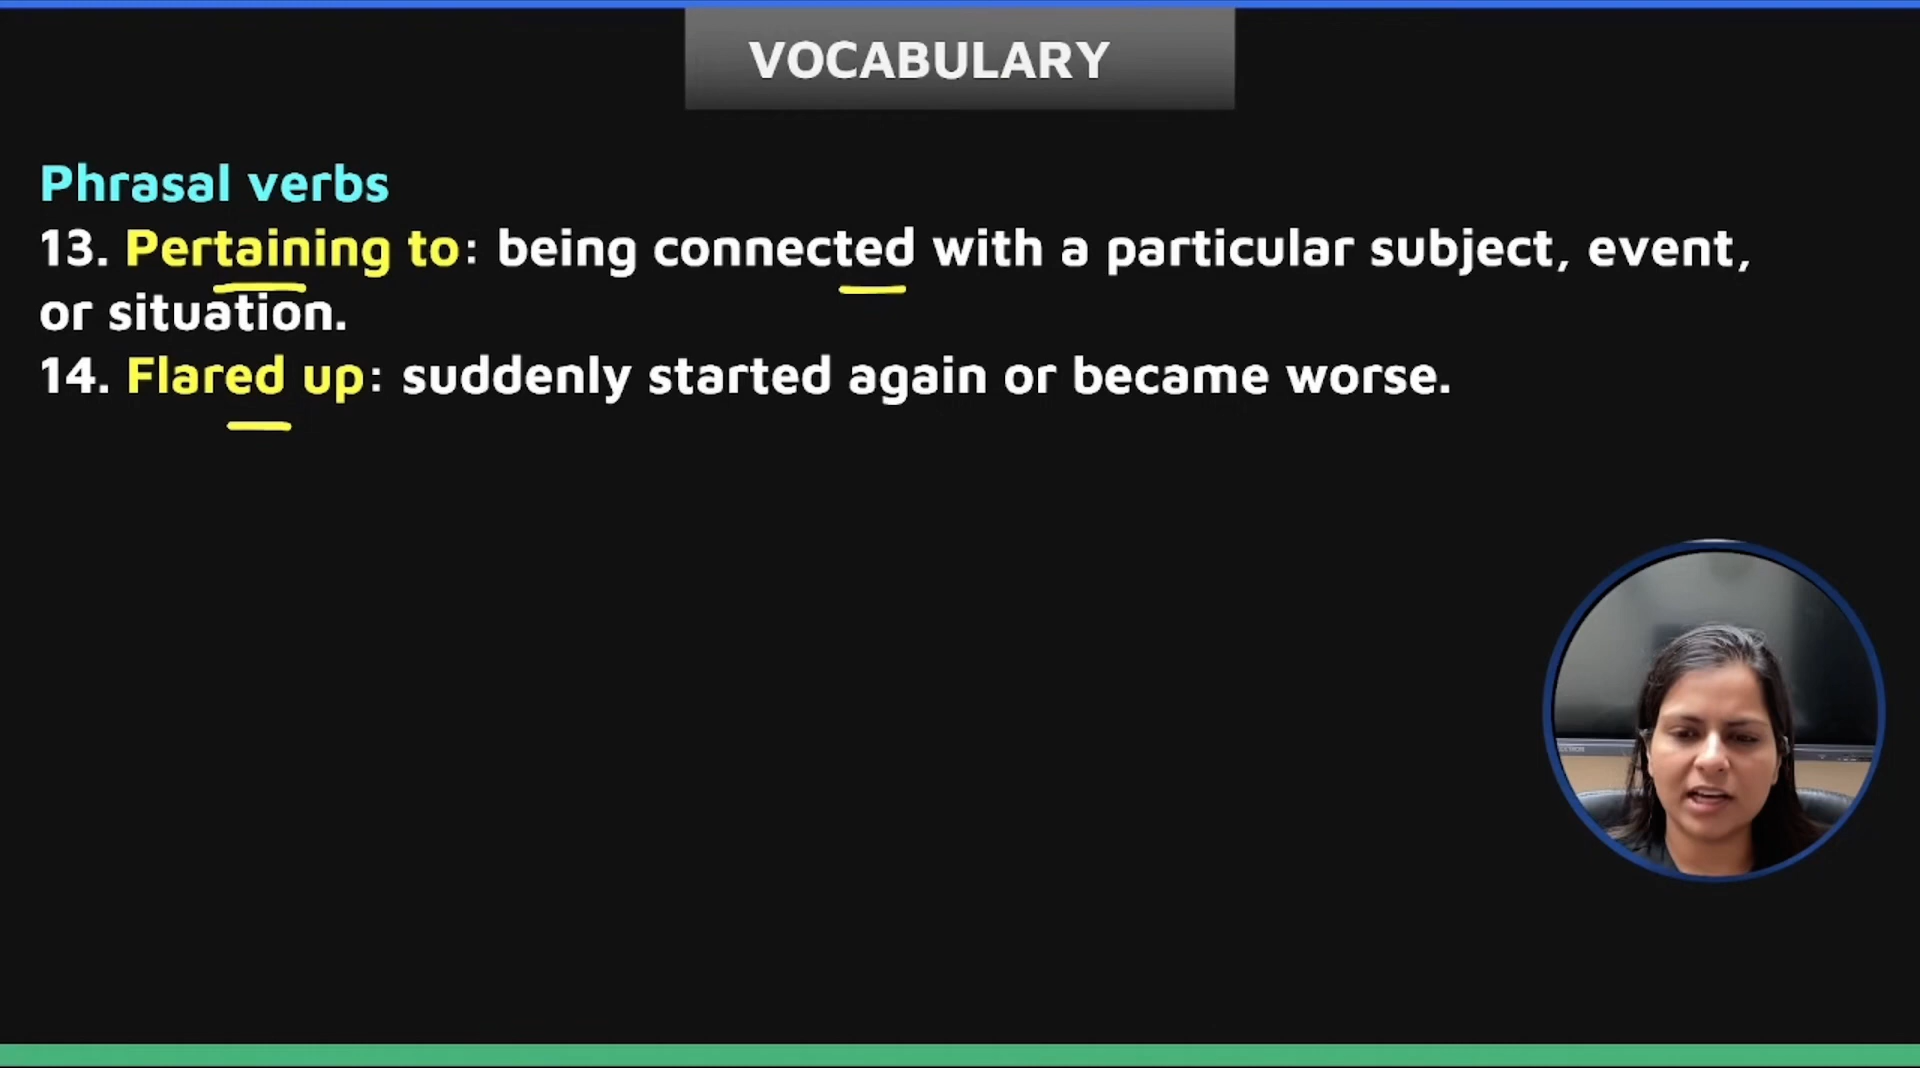 VOCABULARY
Phrasal verbs
13. Pertaining to: being connected with a particular subject, event,
or situation.
14. Flared up: suddenly started again or became worse.